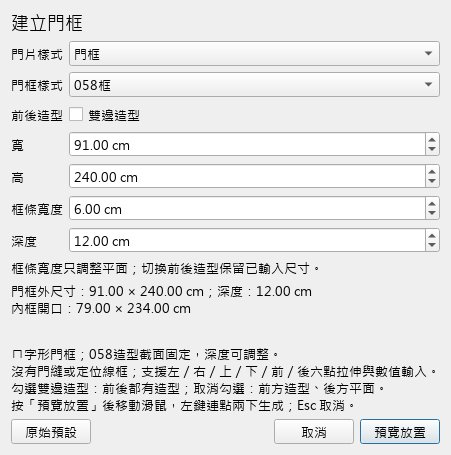 建立門框
門片樣式 門框
門框樣式 058框
前後造型 雙邊造型
寬 91.00 cm
高 240.00 cm
框條寬度 6.00 cm
深度 12.00 cm
框條寬度只調整平面；切換前後造型保留已輸入尺寸。
門框外尺寸：91.00 × 240.00 cm；深度：12.00 cm
內框開口：79.00 × 234.00 cm
ㄇ字形門框；058造型截面固定，深度可調整。
沒有門縫或定位線框；支援左 / 右 / 上 / 下 / 前 / 後六點拉伸與數值輸入。
勾選雙邊造型：前後都有造型；取消勾選：前方造型、後方平面。
按「預覽放置」後移動滑鼠，左鍵連點兩下生成；Esc 取消。
原始預設 取消 預覽放置